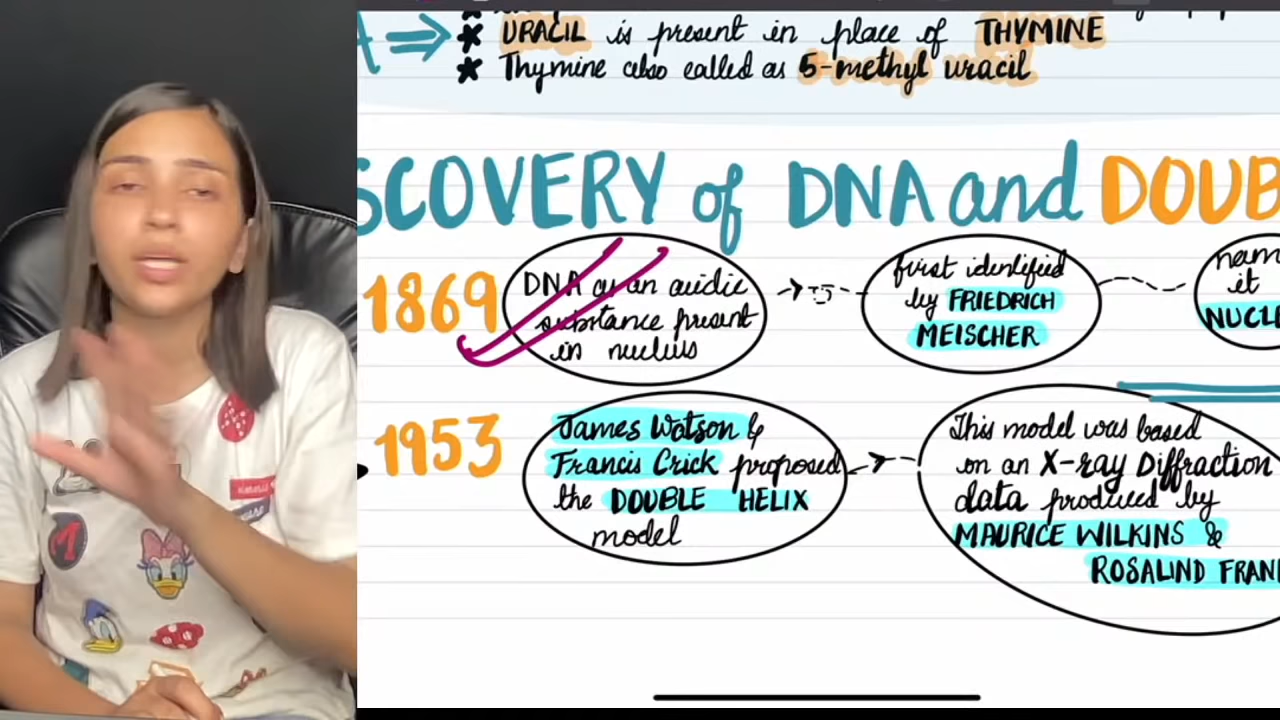 URACIL is present in place of THYMINE
Thymine also called as 5-methyl uracil
SCOVERY of DNA and DOUB
1869
DNA as an acidic
substance present
in nucleus
first identified
by FRIEDRICH
MEISCHER
nam
it
NUCLE
1953
James Watson &
Francis Crick proposed
the DOUBLE HELIX
model
This model was based
on an X-ray Diffraction
data produced by
MAURICE WILKINS &
ROSALIND FRAN